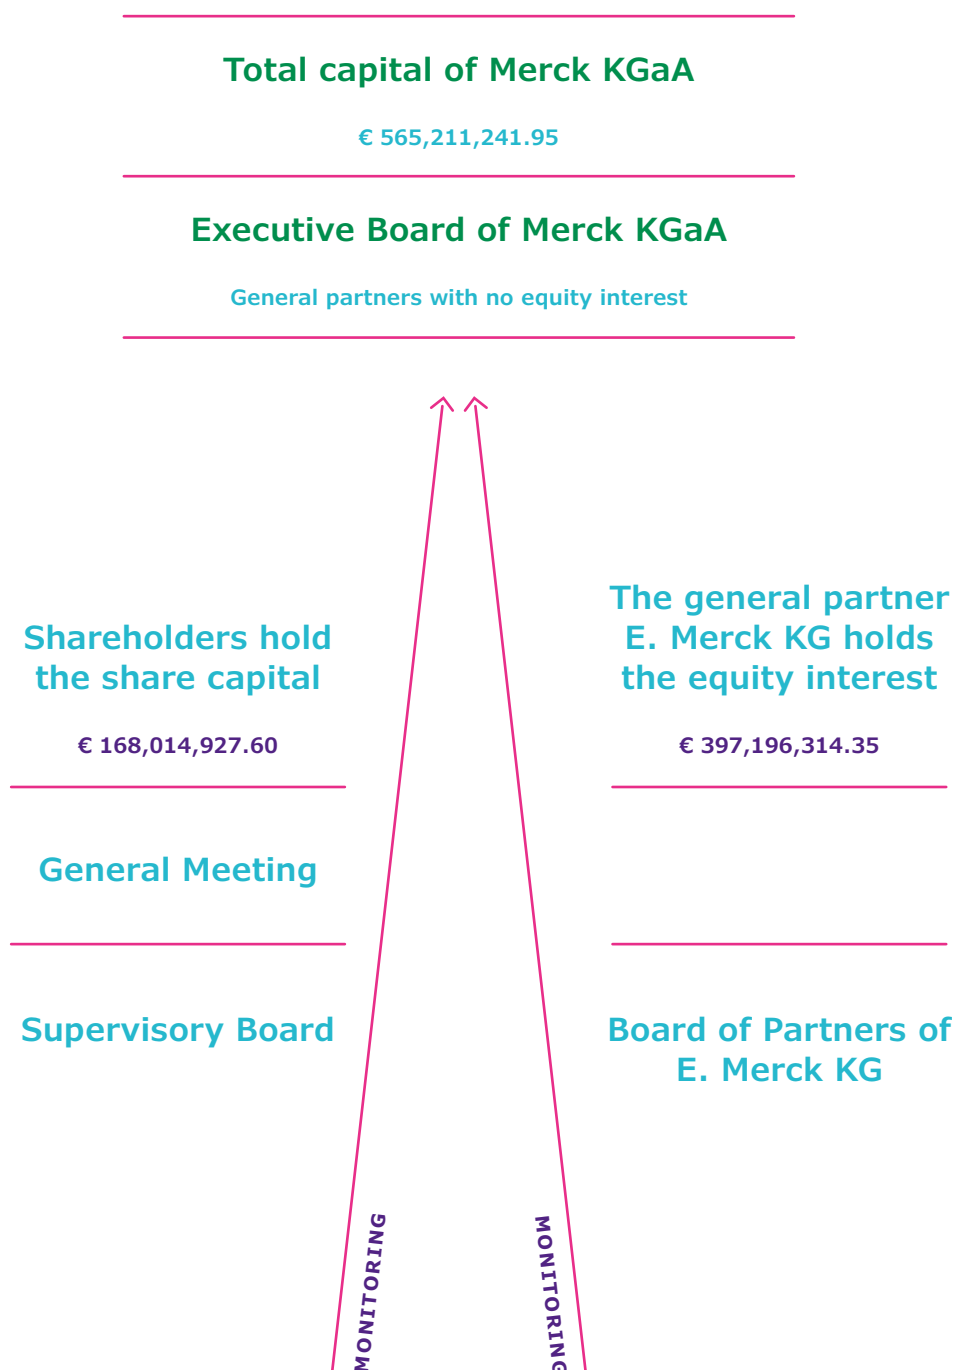 Total capital of Merck KGaA
€ 565,211,241.95
Executive Board of Merck KGaA
General partners with no equity interest
Shareholders hold
the share capital
€ 168,014,927.60
General Meeting
Supervisory Board
The general partner
E. Merck KG holds
the equity interest
€ 397,196,314.35
Board of Partners of
E. Merck KG
MONITORING
MONITORING